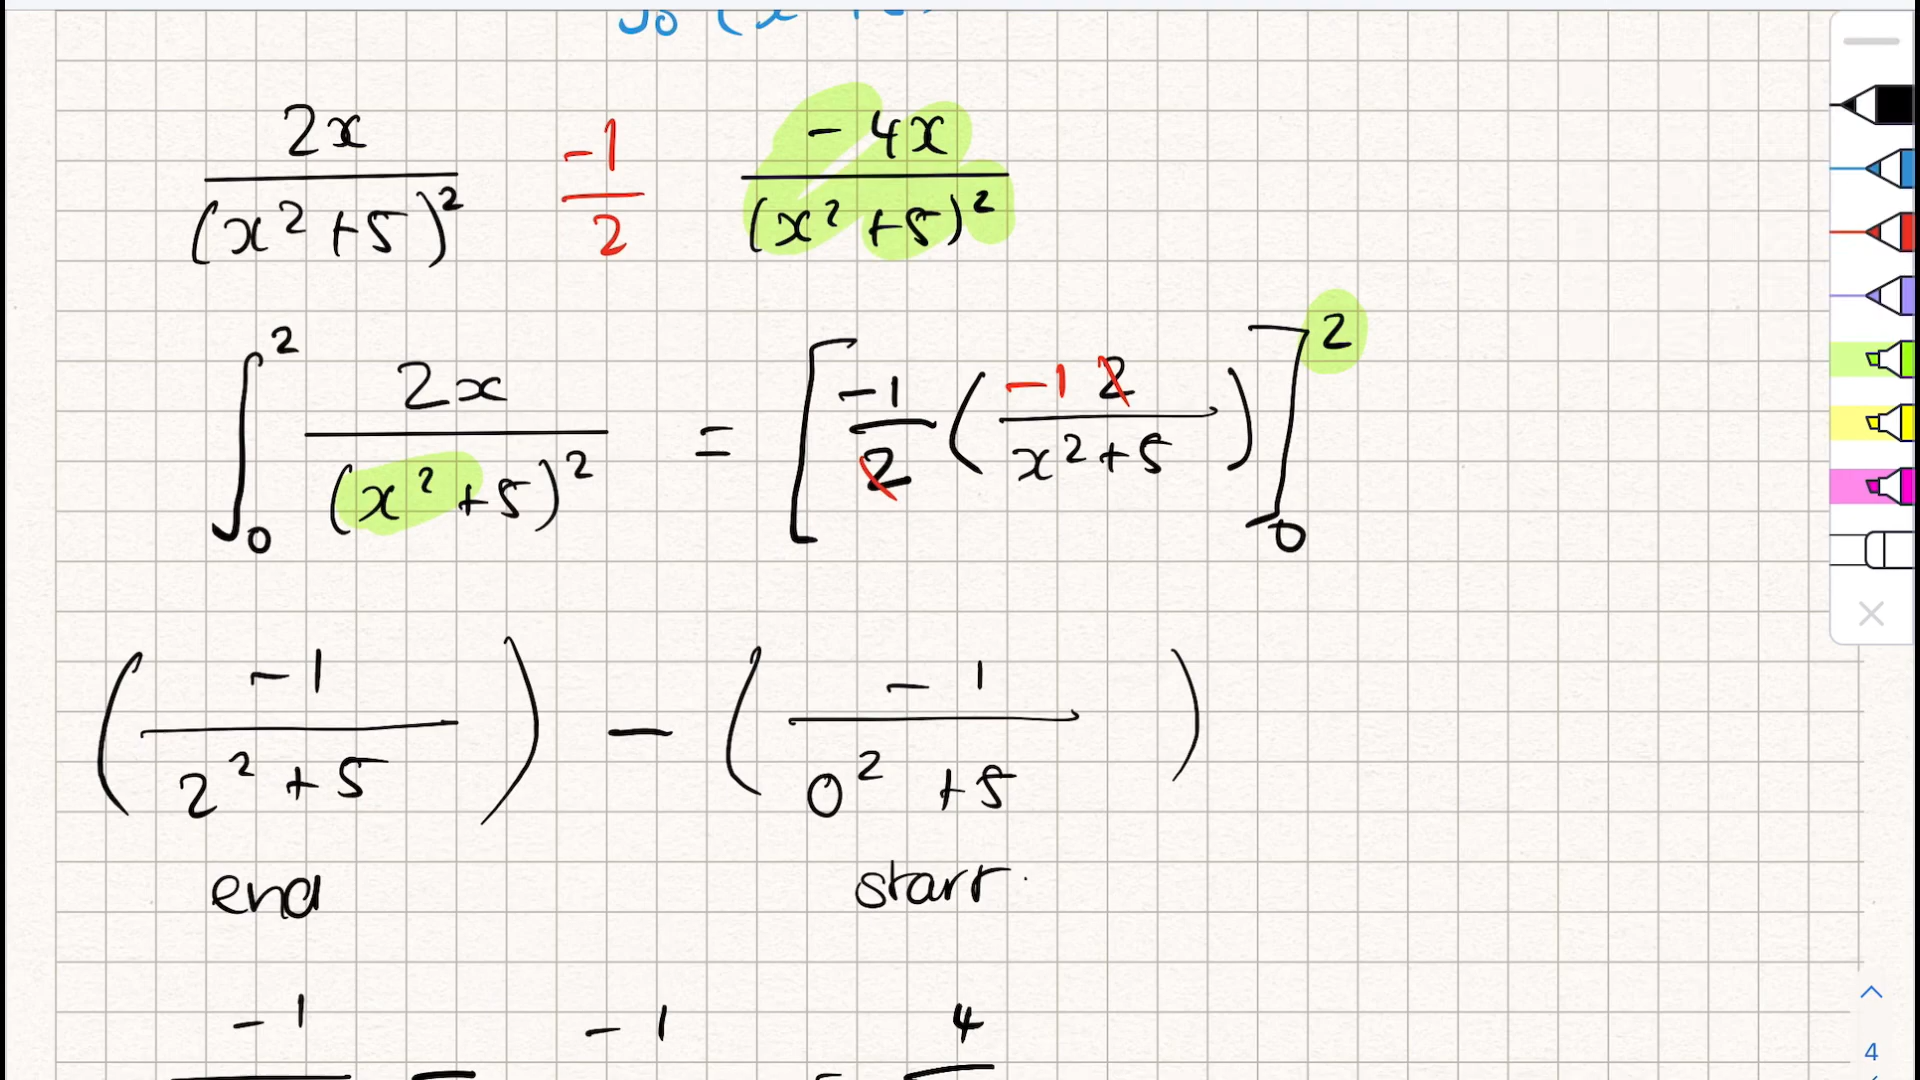 2x/(x²+5)² -1/2 -4x/(x²+5)²
∫₀² 2x/(x²+5)² = [-1/2 (-1 2/(x²+5))]₀²
(-1/(2²+5)) - (-1/(0²+5))
end start.
-1 -1 4
4